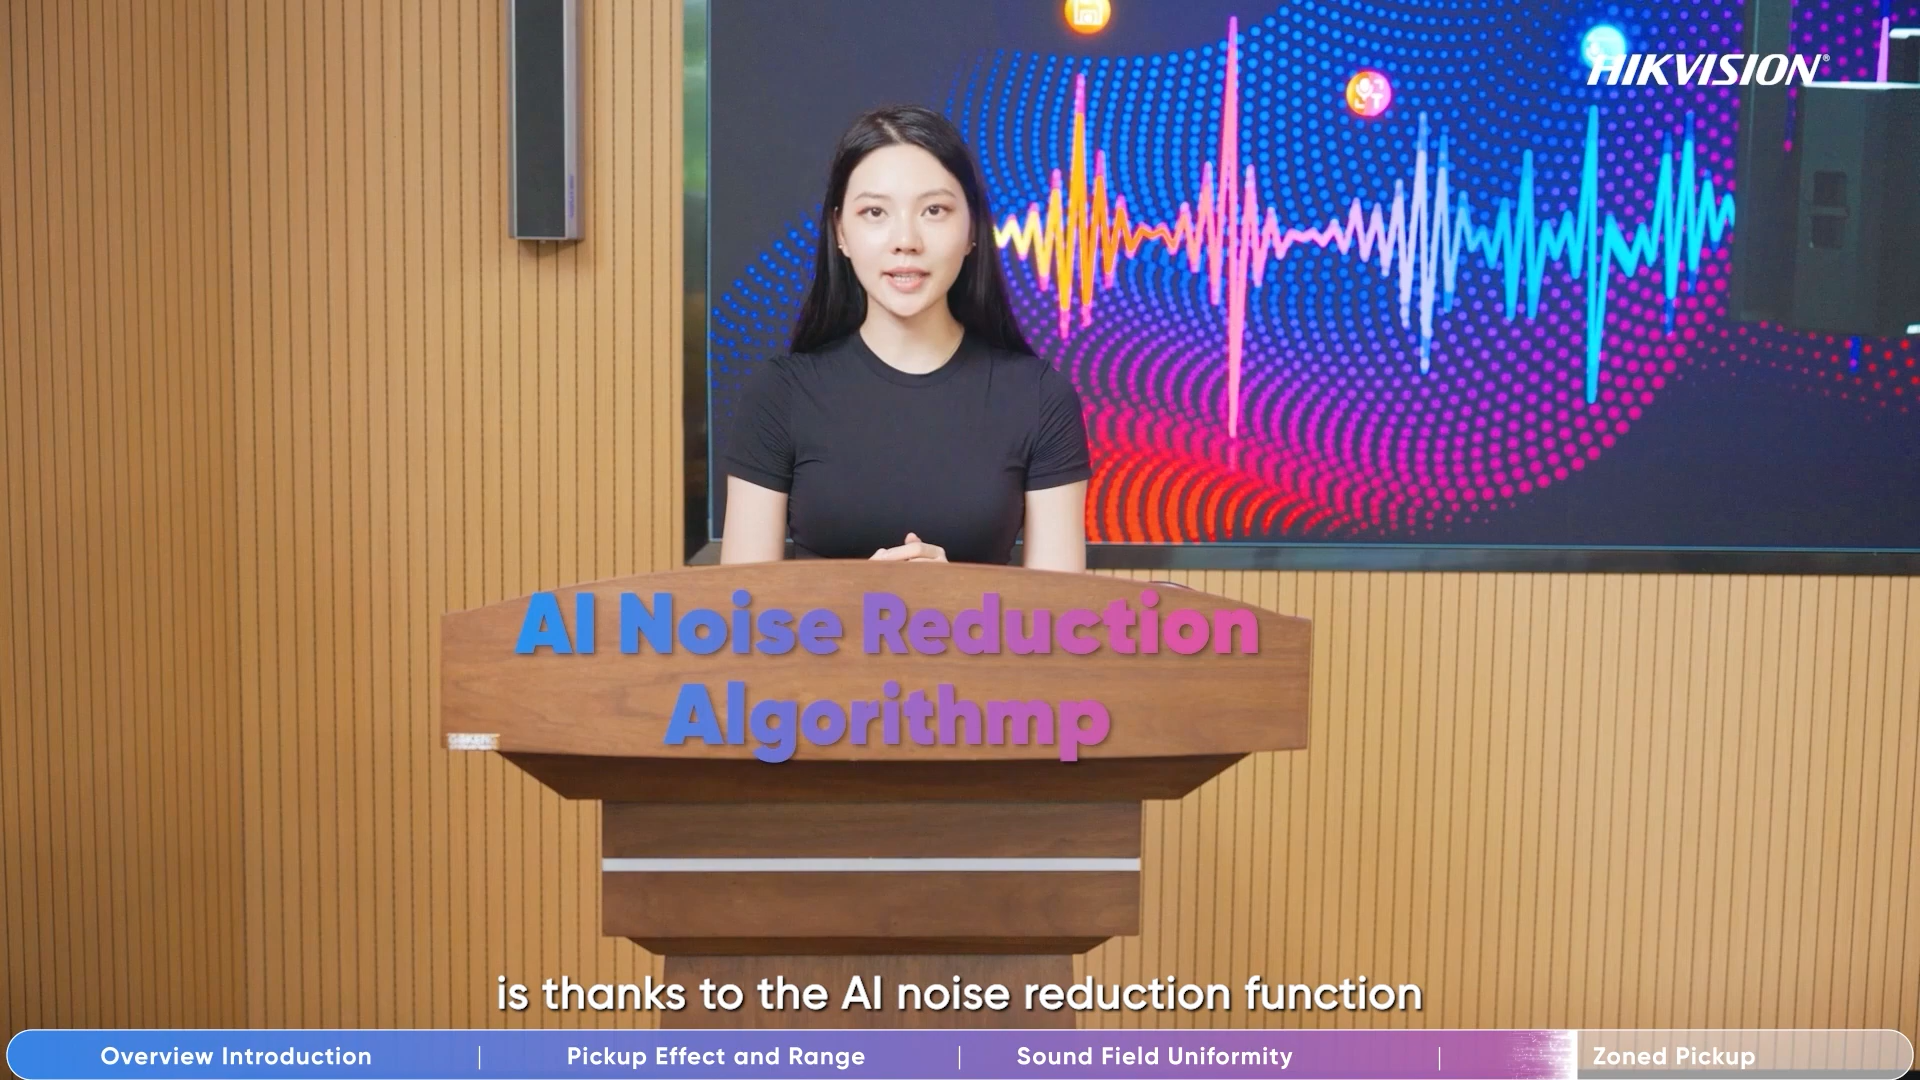 HIKVISION®
AI Noise Reduction
Algorithmp
is thanks to the AI noise reduction function
Overview Introduction | Pickup Effect and Range | Sound Field Uniformity | Zoned Pickup